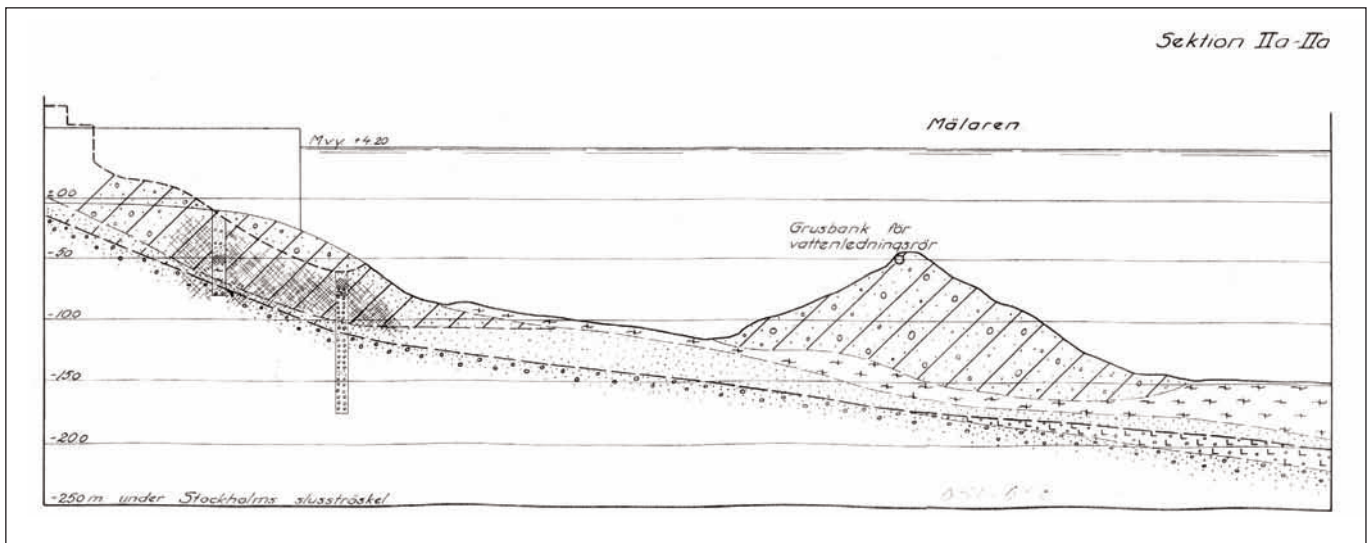 Sektion IIa-IIa
Mälaren
Mvy. +4.20
±0.0
Grusbank för
vattenledningsrör
-5.0
-10.0
-15.0
-20.0
-25.0 m under Stockholms slusströskel